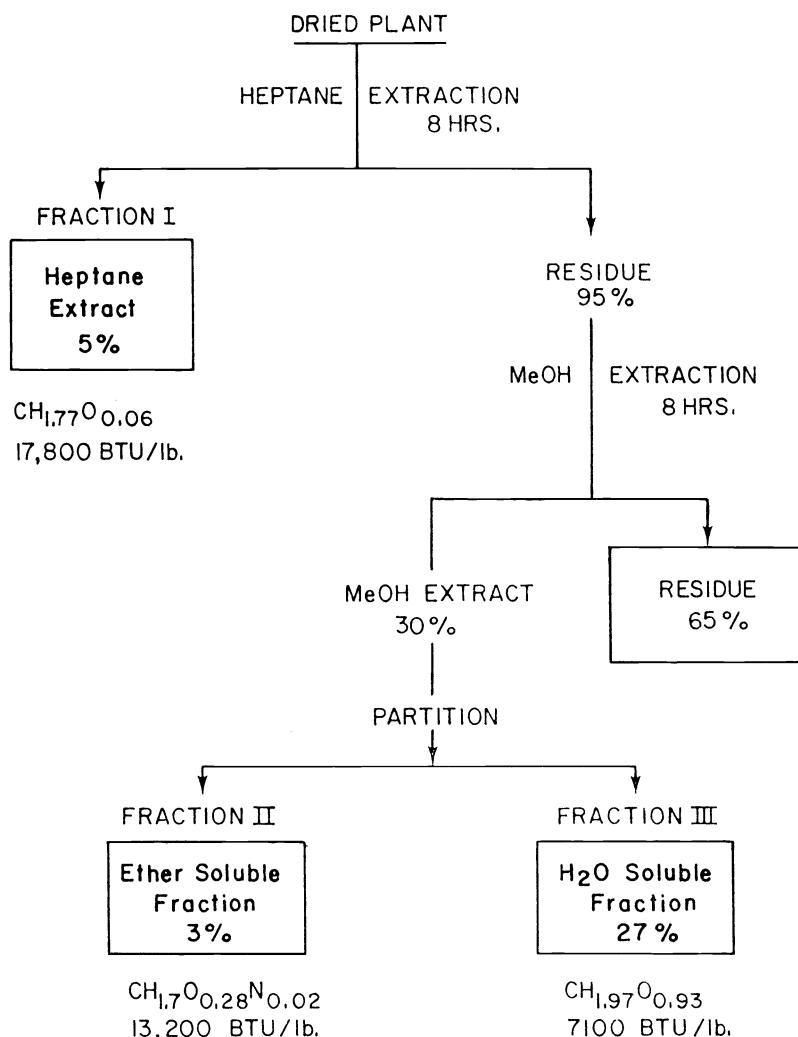 DRIED PLANT
HEPTANE EXTRACTION
8 HRS.
FRACTION I
Heptane
Extract
5%
CH1.77O0.06
17,800 BTU/lb.
RESIDUE
95%
MeOH EXTRACTION
8 HRS.
MeOH EXTRACT
30%
RESIDUE
65%
PARTITION
FRACTION II
Ether Soluble
Fraction
3%
CH1.7O0.28N0.02
13,200 BTU/lb.
FRACTION III
H2O Soluble
Fraction
27%
CH1.97O0.93
7100 BTU/lb.